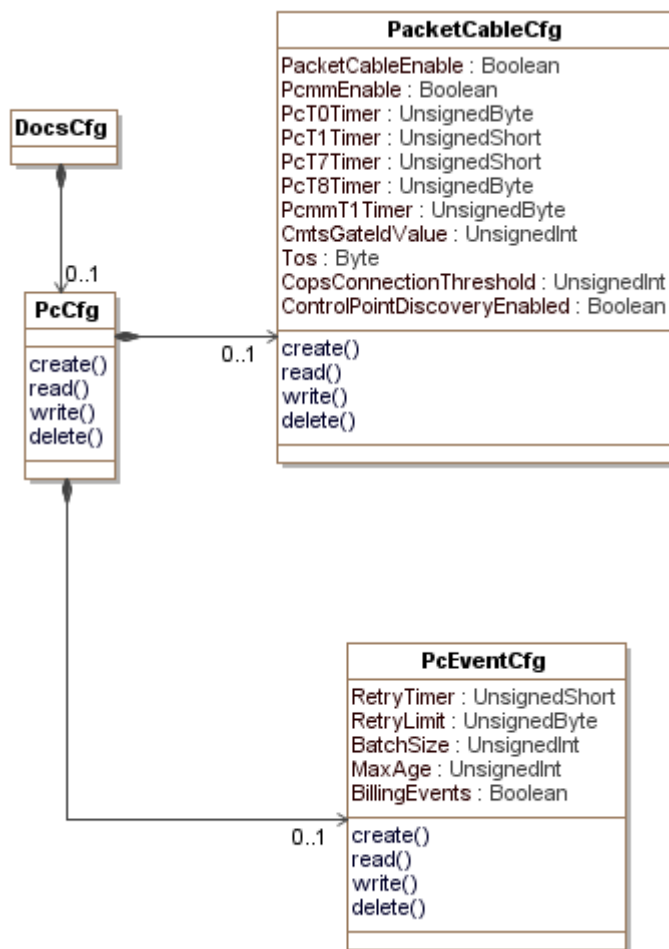 PacketCableCfg
PacketCableEnable : Boolean
PcmmEnable : Boolean
PcT0Timer : UnsignedByte
PcT1Timer : UnsignedShort
PcT7Timer : UnsignedShort
PcT8Timer : UnsignedByte
PcmmT1Timer : UnsignedByte
CmtsGateIdValue : UnsignedInt
Tos : Byte
CopsConnectionThreshold : UnsignedInt
ControlPointDiscoveryEnabled : Boolean
create()
read()
write()
delete()
DocsCfg
0..1
PcCfg
create()
read()
write()
delete()
0..1
PcEventCfg
RetryTimer : UnsignedShort
RetryLimit : UnsignedByte
BatchSize : UnsignedInt
MaxAge : UnsignedInt
BillingEvents : Boolean
create()
read()
write()
delete()
0..1